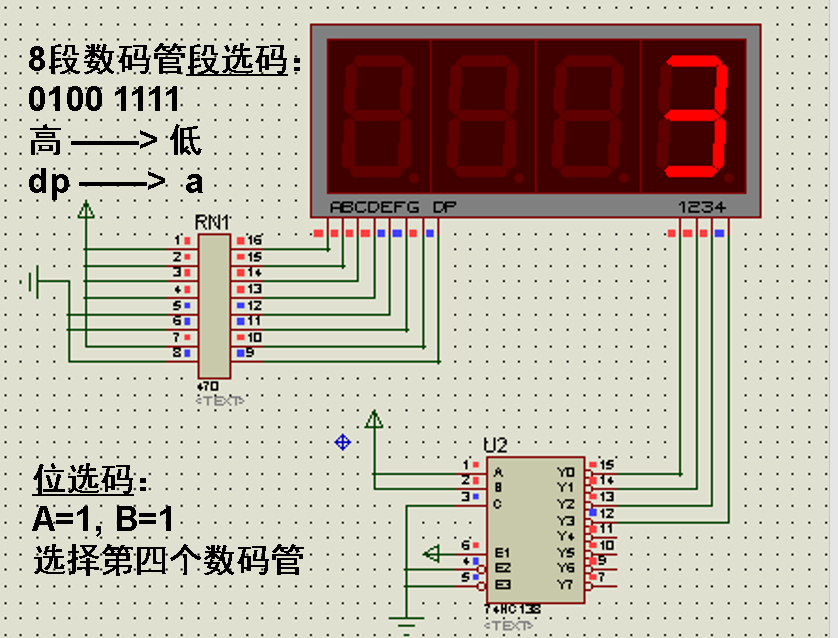 8段数码管段选码：
0100 1111
高 ——> 低
dp ——> a
ABCDEFG DP
1234
RN1
1 16
2 15
3 14
4 13
5 12
6 11
7 10
8 9
470
<TEXT>
位选码：
A=1, B=1
选择第四个数码管
U2
1 A Y0 15
2 B Y1 14
3 C Y2 13
Y3 12
Y4 11
6 E1 Y5 10
4 E2 Y6 9
5 E3 Y7 7
74HC138
<TEXT>
3